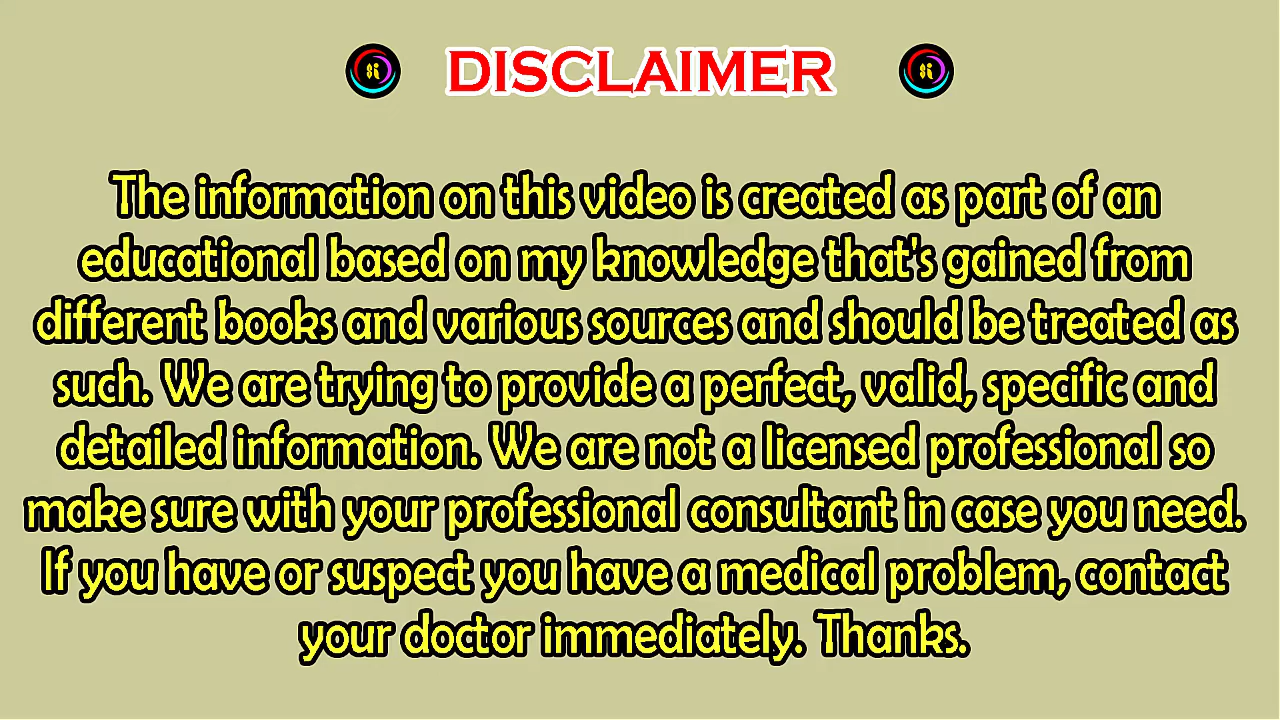 DISCLAIMER
The information on this video is created as part of an
educational based on my knowledge that's gained from
different books and various sources and should be treated as
such. We are trying to provide a perfect, valid, specific and
detailed information. We are not a licensed professional so
make sure with your professional consultant in case you need.
If you have or suspect you have a medical problem, contact
your doctor immediately. Thanks.